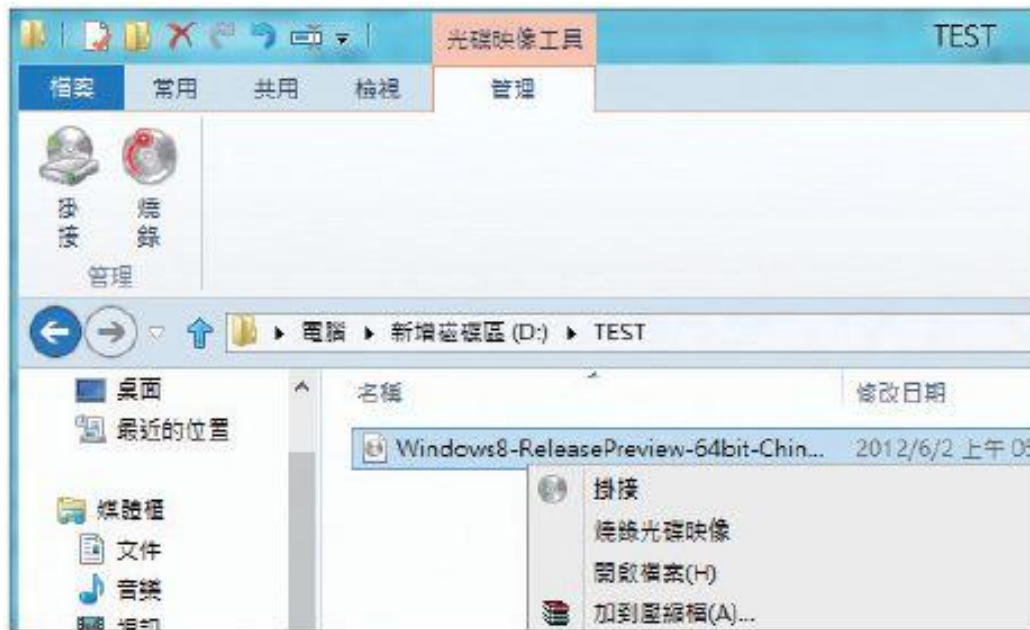 光碟映像工具 TEST
檔案 常用 共用 檢視 管理
掛接 燒錄
管理
電腦 新增磁碟區 (D:) TEST
桌面
最近的位置
名稱 修改日期
Windows8-ReleasePreview-64bit-Chin... 2012/6/2 上午
掛接
燒錄光碟映像
開啟檔案(H)
加到壓縮檔(A)...
媒體櫃
文件
音樂
視訊